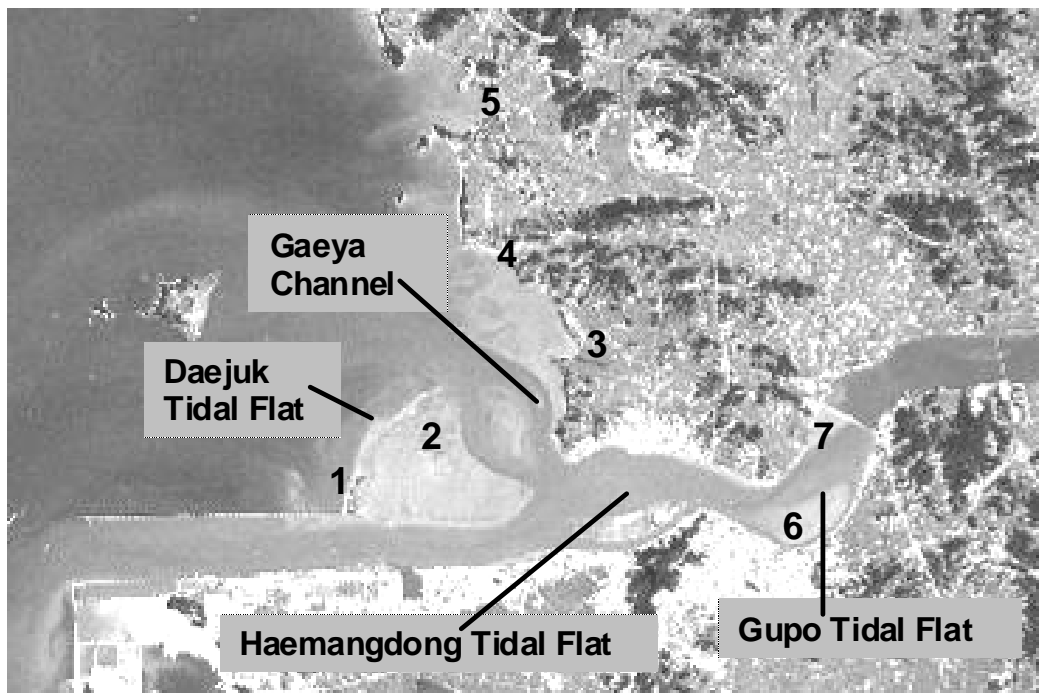 5
4
Gaeya
Channel
3
Daejuk
Tidal Flat
2
7
1
6
Haemangdong Tidal Flat
Gupo Tidal Flat